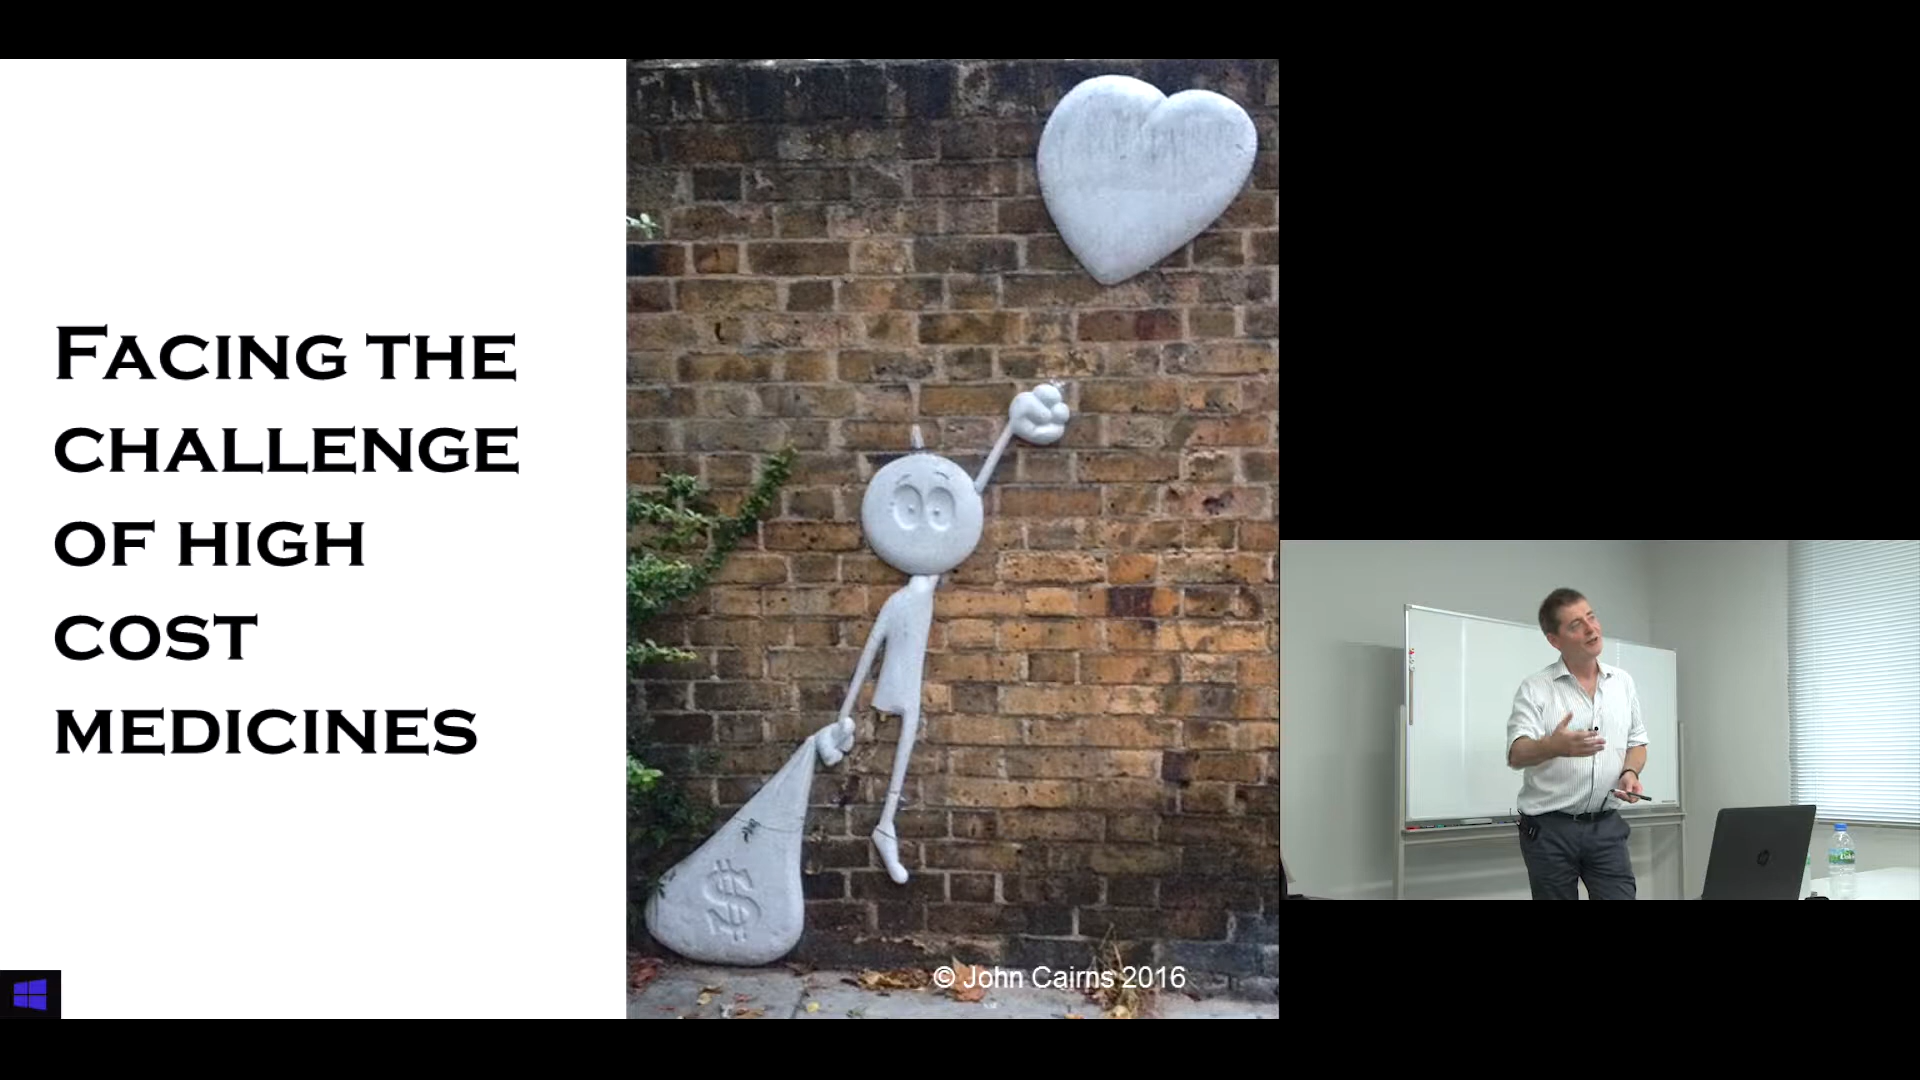 FACING THE
CHALLENGE
OF HIGH
COST
MEDICINES
$
© John Cairns 2016